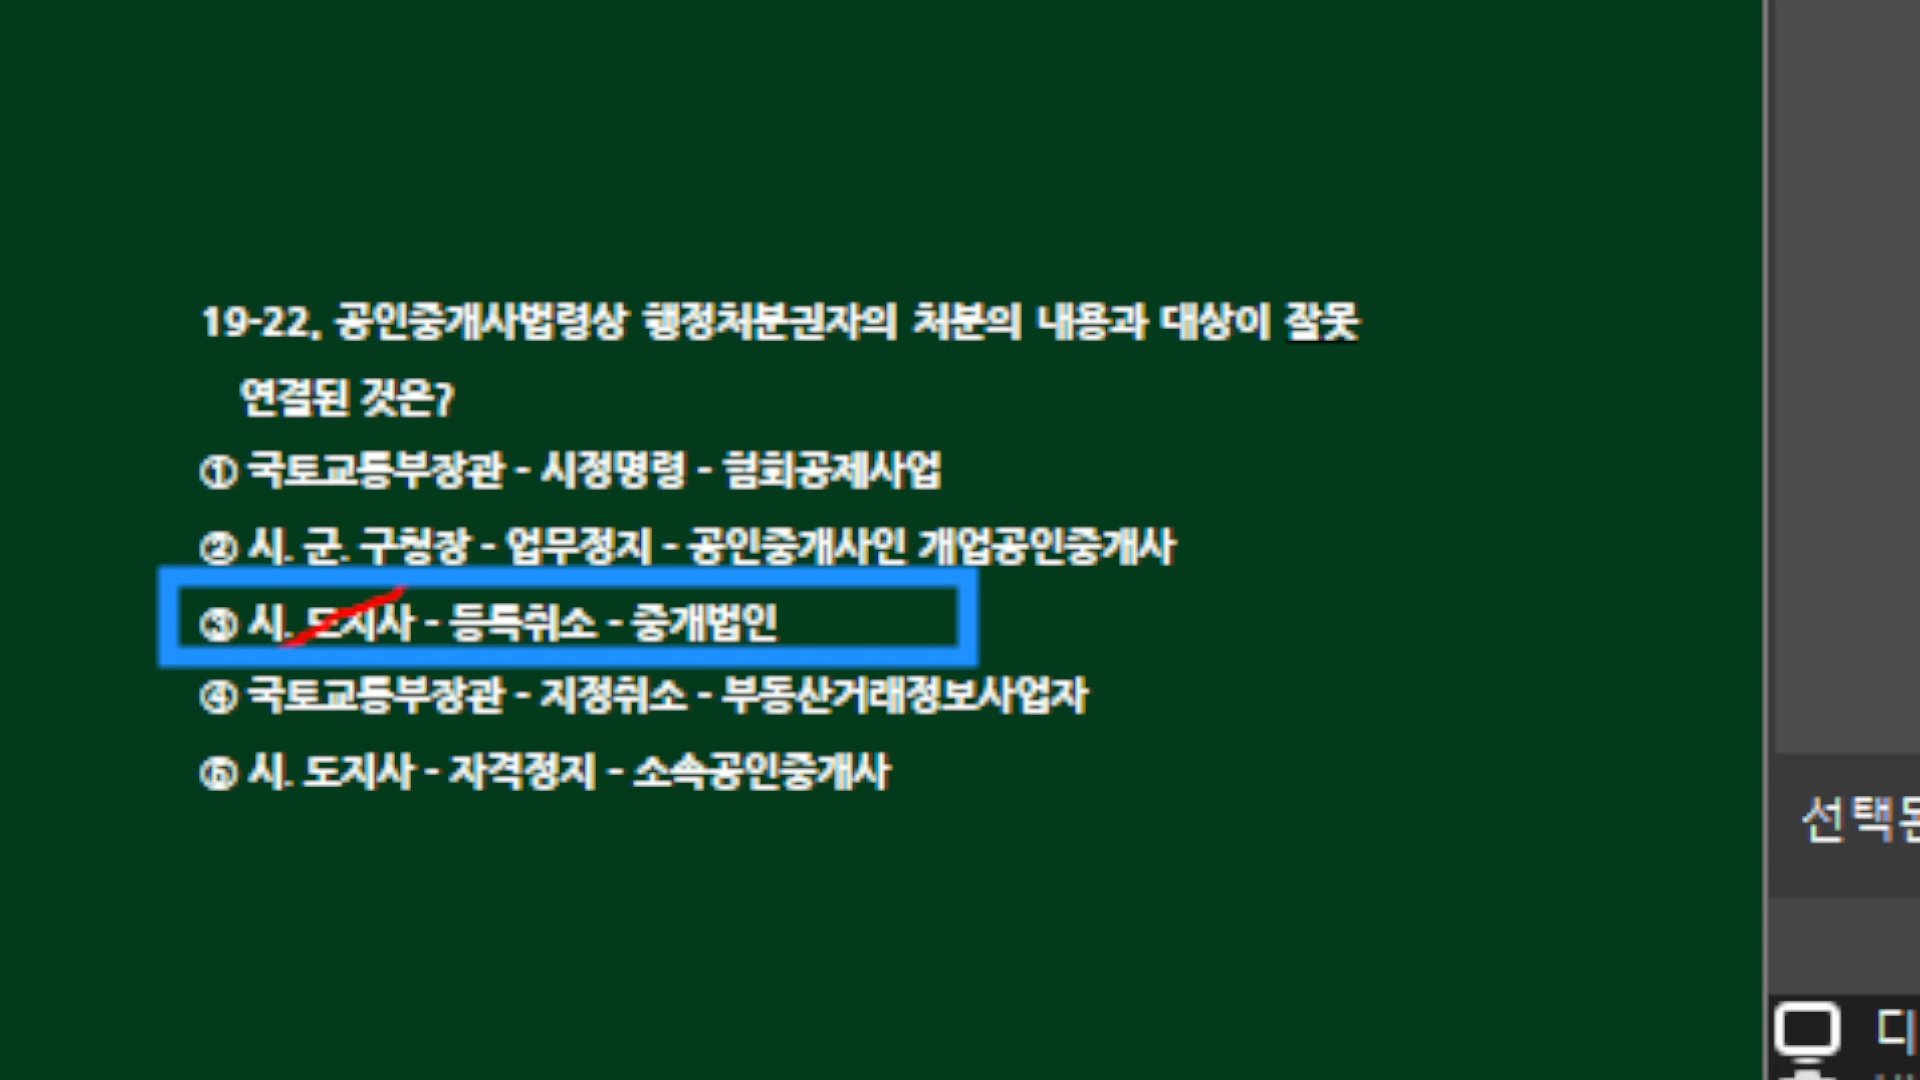 19-22. 공인중개사법령상 행정처분권자의 처분의 내용과 대상이 잘못
연결된 것은?
① 국토교통부장관 - 시정명령 - 협회공제사업
② 시. 군. 구청장 - 업무정지 - 공인중개사인 개업공인중개사
③ 시. 도지사 - 등록취소 - 중개법인
④ 국토교통부장관 - 지정취소 - 부동산거래정보사업자
⑤ 시. 도지사 - 자격정지 - 소속공인중개사
선택
디